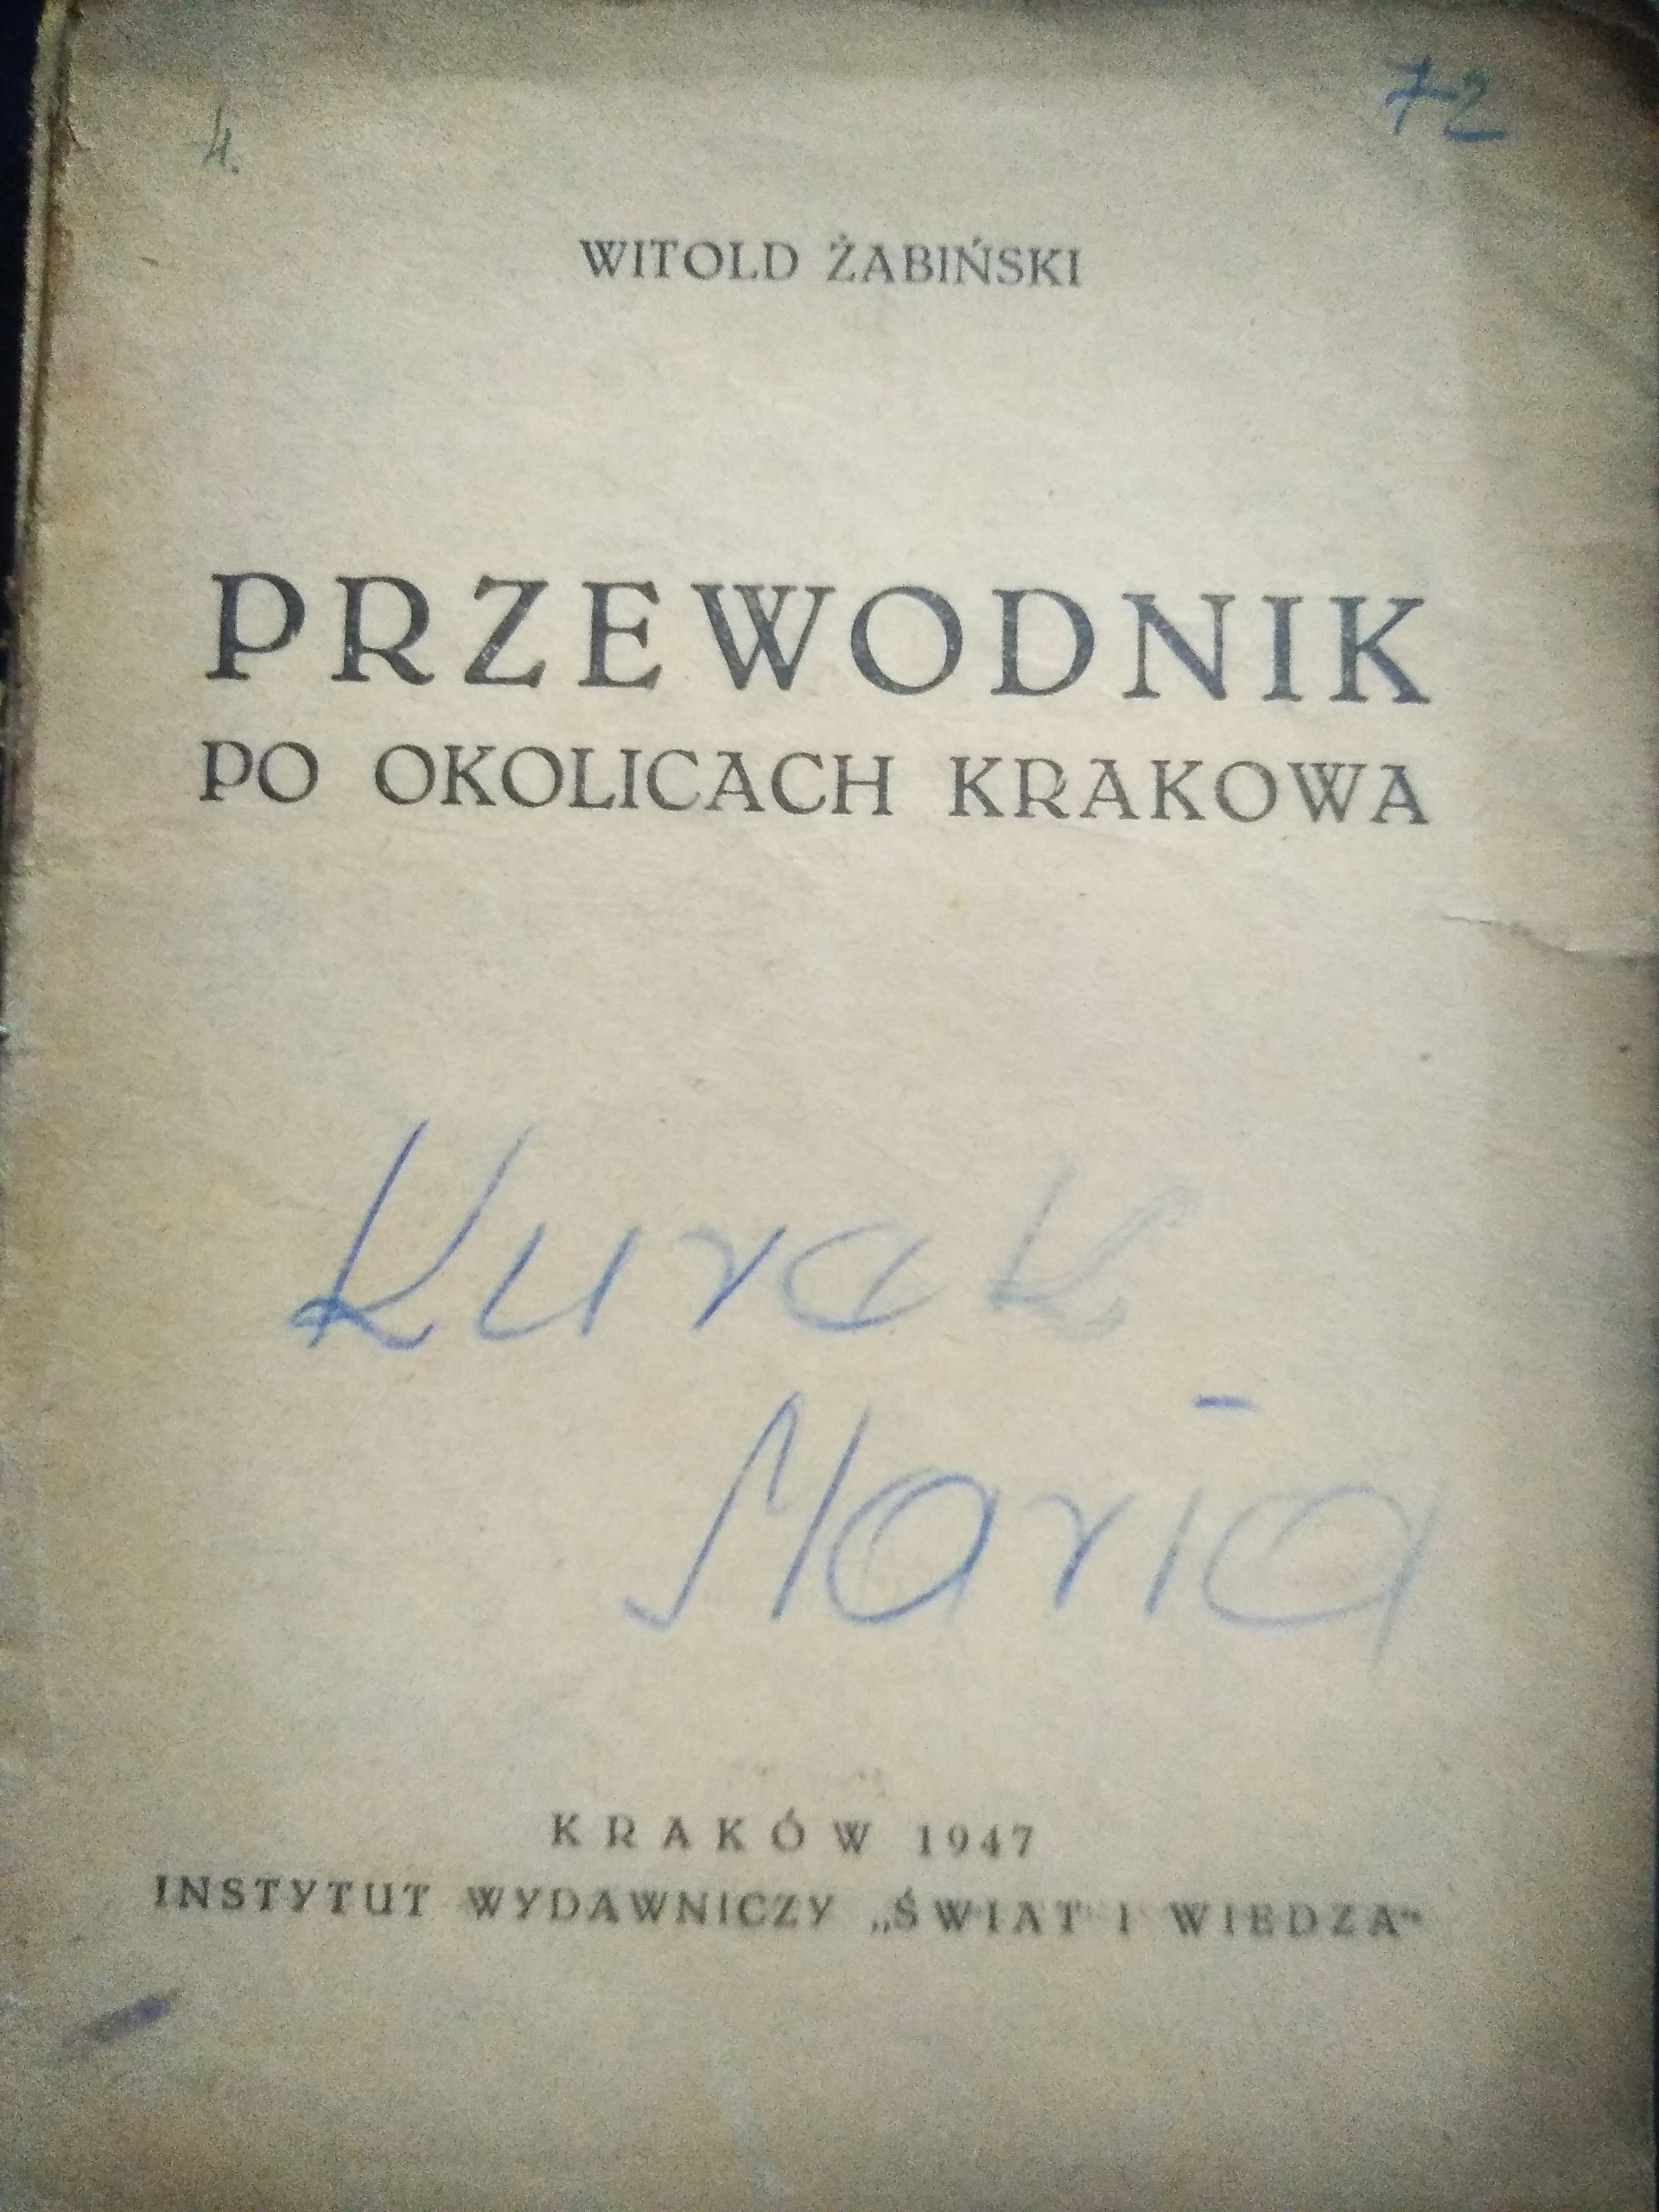 4.
72
WITOLD ŻABIŃSKI
PRZEWODNIK
PO OKOLICACH KRAKOWA
Kurak
Maria
KRAKÓW 1947
INSTYTUT WYDAWNICZY „ŚWIAT I WIEDZA“